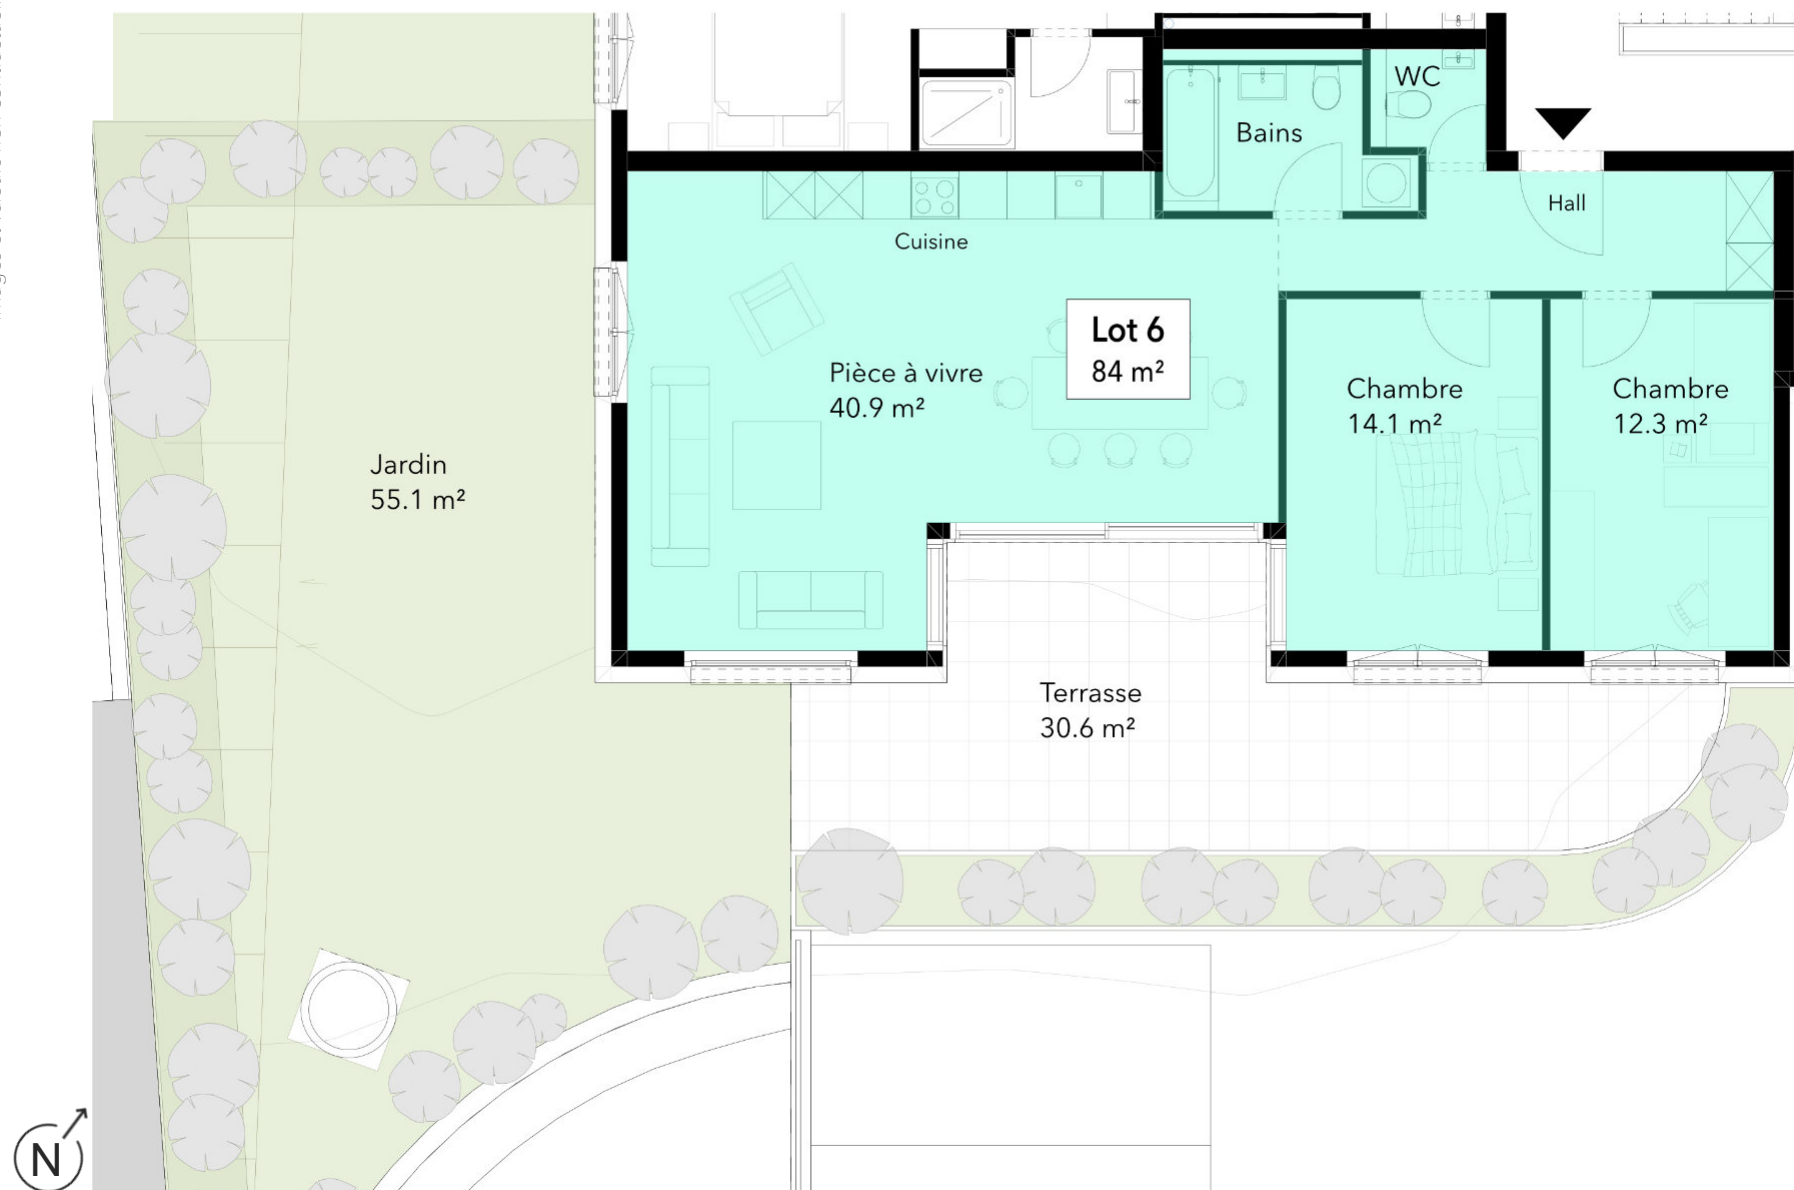 WC
Bains
Hall
Cuisine
Lot 6
84 m²
Pièce à vivre
40.9 m²
Chambre
14.1 m²
Chambre
12.3 m²
Jardin
55.1 m²
Terrasse
30.6 m²
N